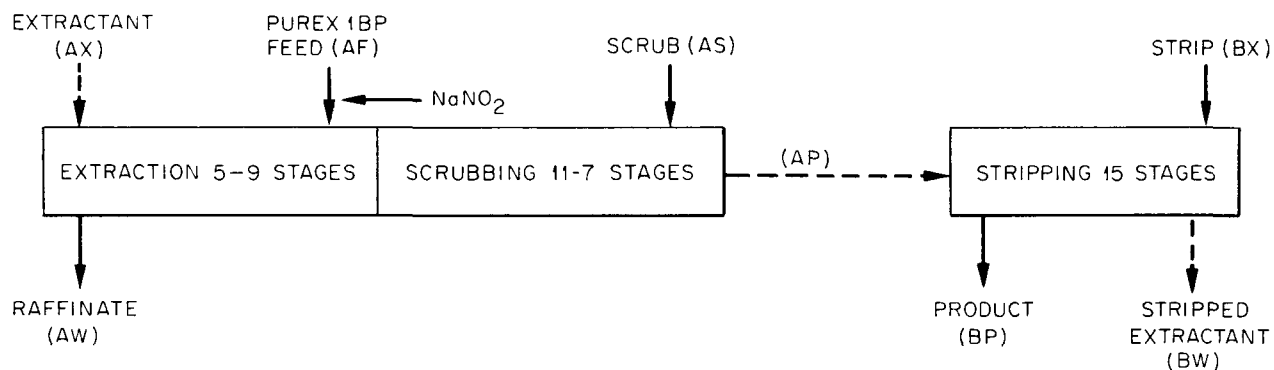 EXTRACTANT
(AX)
PUREX 1BP
FEED (AF)
SCRUB (AS)
STRIP (BX)
NaNO2
EXTRACTION 5-9 STAGES
SCRUBBING 11-7 STAGES
(AP)
STRIPPING 15 STAGES
RAFFINATE
(AW)
PRODUCT
(BP)
STRIPPED
EXTRACTANT
(BW)